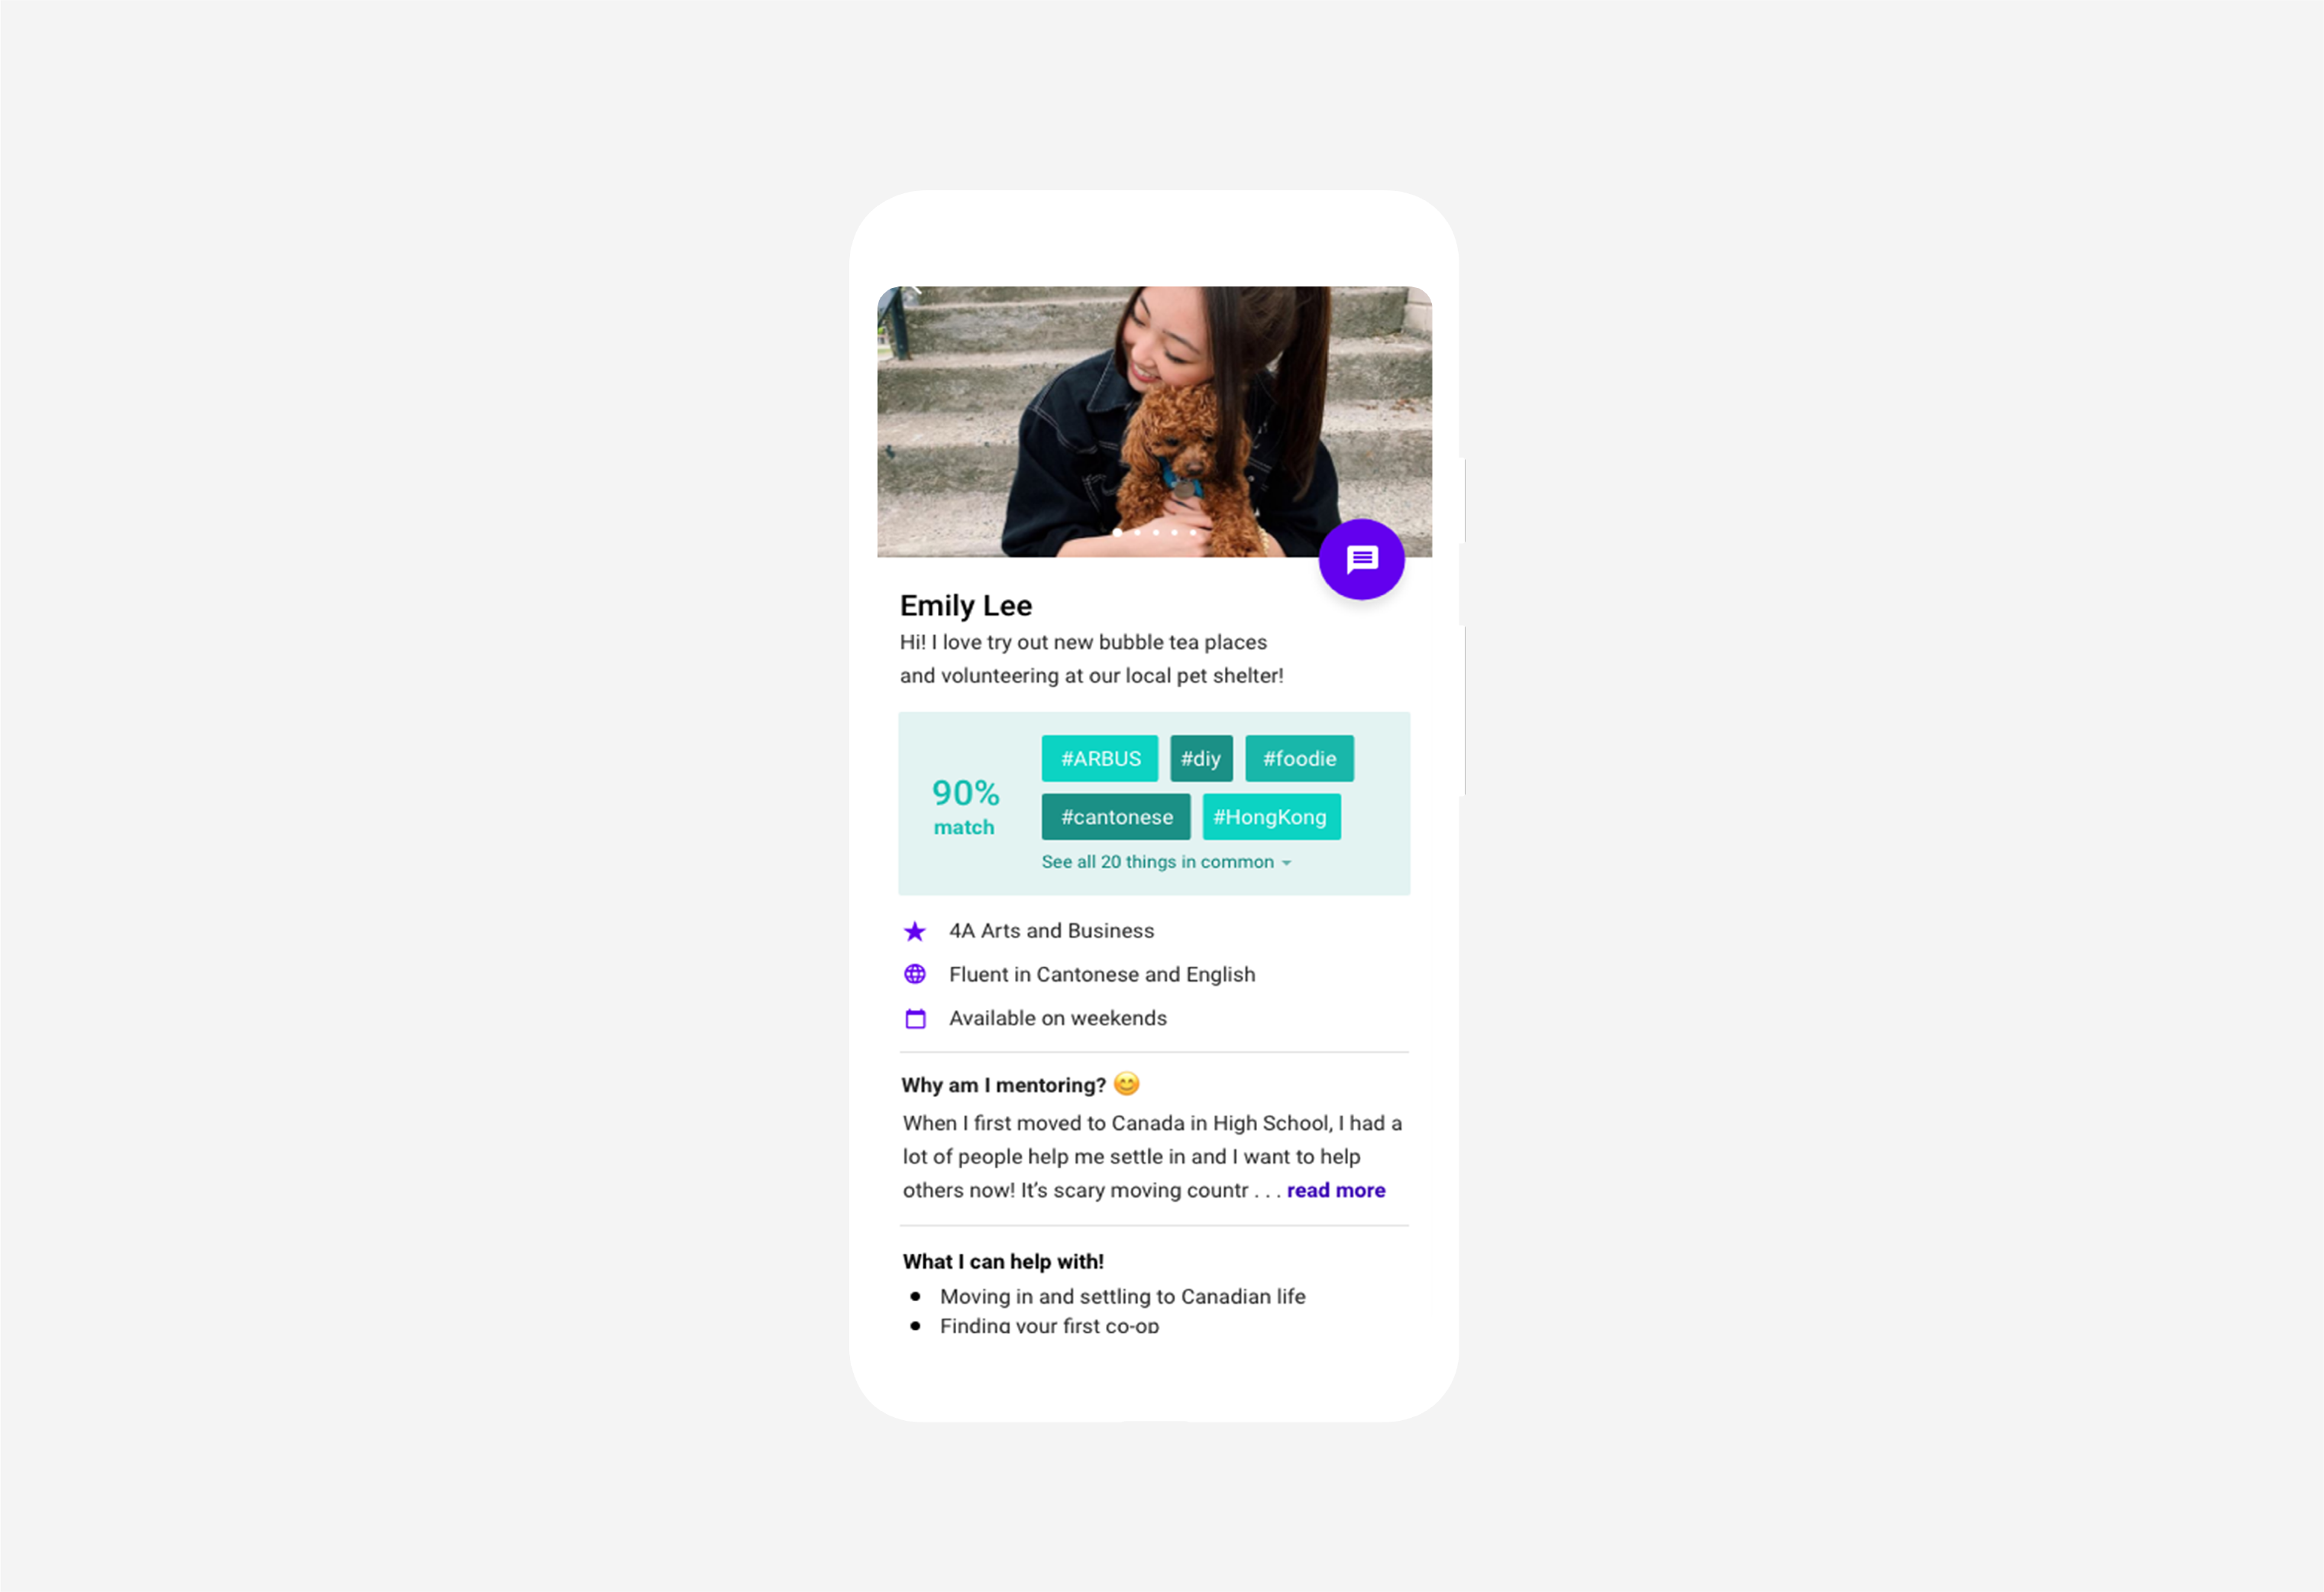 Emily Lee
Hi! I love try out new bubble tea places
and volunteering at our local pet shelter!
90%
match
#ARBUS #diy #foodie
#cantonese #HongKong
See all 20 things in common
4A Arts and Business
Fluent in Cantonese and English
Available on weekends
Why am I mentoring? 😊
When I first moved to Canada in High School, I had a
lot of people help me settle in and I want to help
others now! It’s scary moving countr . . . read more
What I can help with!
Moving in and settling to Canadian life
Finding your first co-op